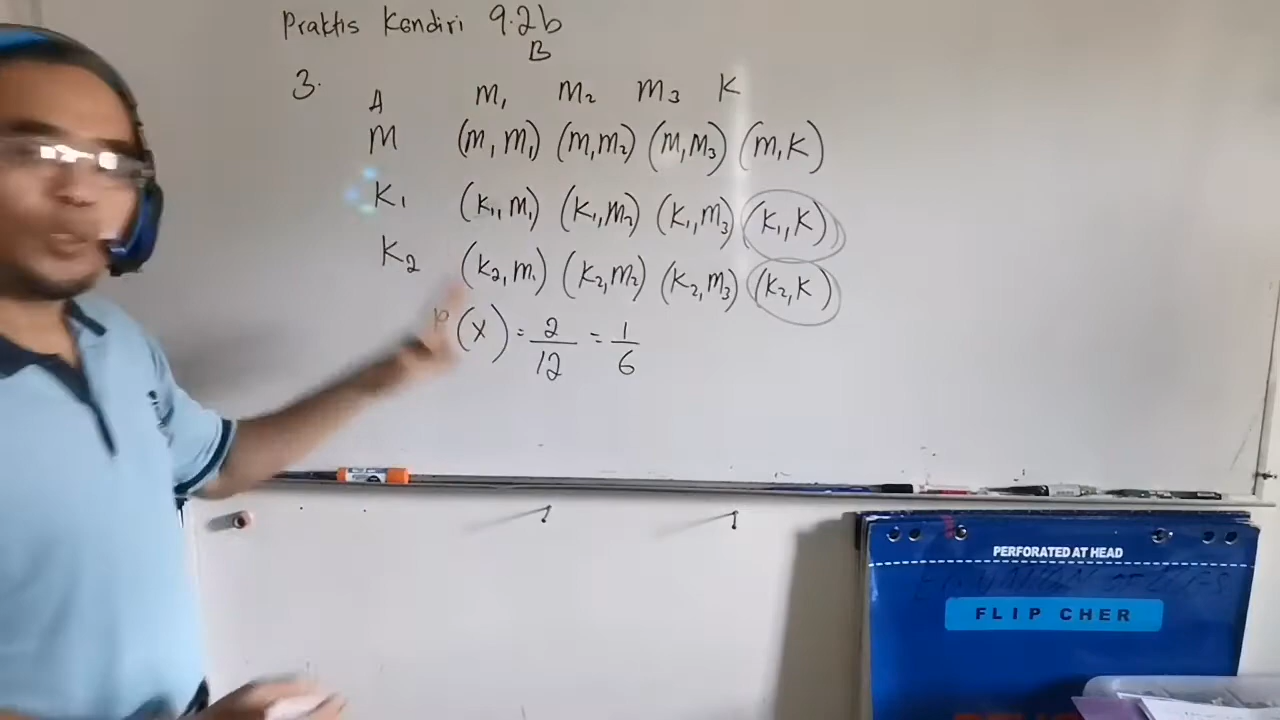 Praktis Kendiri 9.2b
B
3.
A m₁ m₂ m₃ K
M (m, m₁) (m, m₂) (m, m₃) (m, K)
K₁ (K₁, m₁) (K₁, m₂) (K₁, m₃) (K₁, K)
K₂ (K₂, m₁) (K₂, m₂) (K₂, m₃) (K₂, K)
P(X) = 2/12 = 1/6
PERFORATED AT HEAD
FLIP CHER